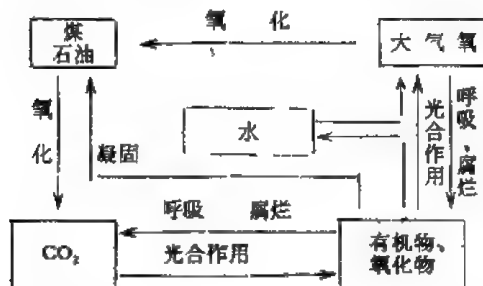 氧 化
煤
石油
大 气 氧
氧
化
水
凝固
光
合
作
用
呼
吸
、
腐
烂
呼吸 腐烂
光合作用
CO₂
有机物、
氧化物